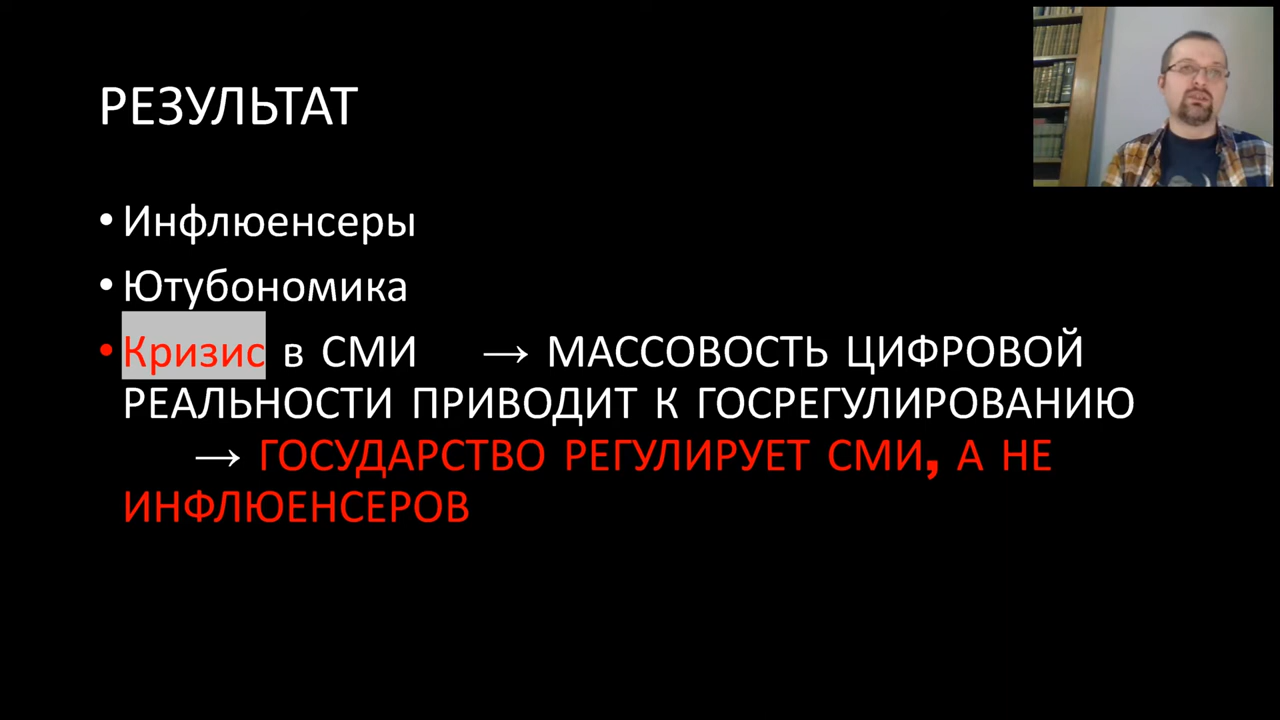 РЕЗУЛЬТАТ
• Инфлюенсеры
• Ютубономика
• Кризис в СМИ → МАССОВОСТЬ ЦИФРОВОЙ
РЕАЛЬНОСТИ ПРИВОДИТ К ГОСРЕГУЛИРОВАНИЮ
→ ГОСУДАРСТВО РЕГУЛИРУЕТ СМИ, А НЕ
ИНФЛЮЕНСЕРОВ